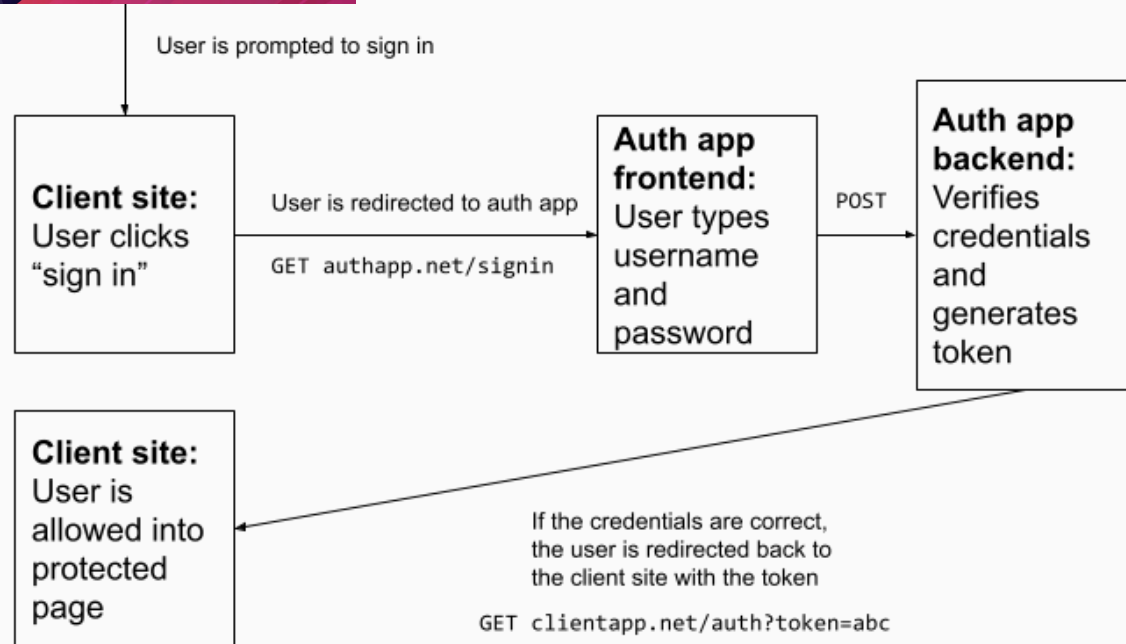 User is prompted to sign in
Client site:
User clicks
“sign in”
User is redirected to auth app
GET authapp.net/signin
Auth app
frontend:
User types
username
and
password
POST
Auth app
backend:
Verifies
credentials
and
generates
token
Client site:
User is
allowed into
protected
page
If the credentials are correct,
the user is redirected back to
the client site with the token
GET clientapp.net/auth?token=abc